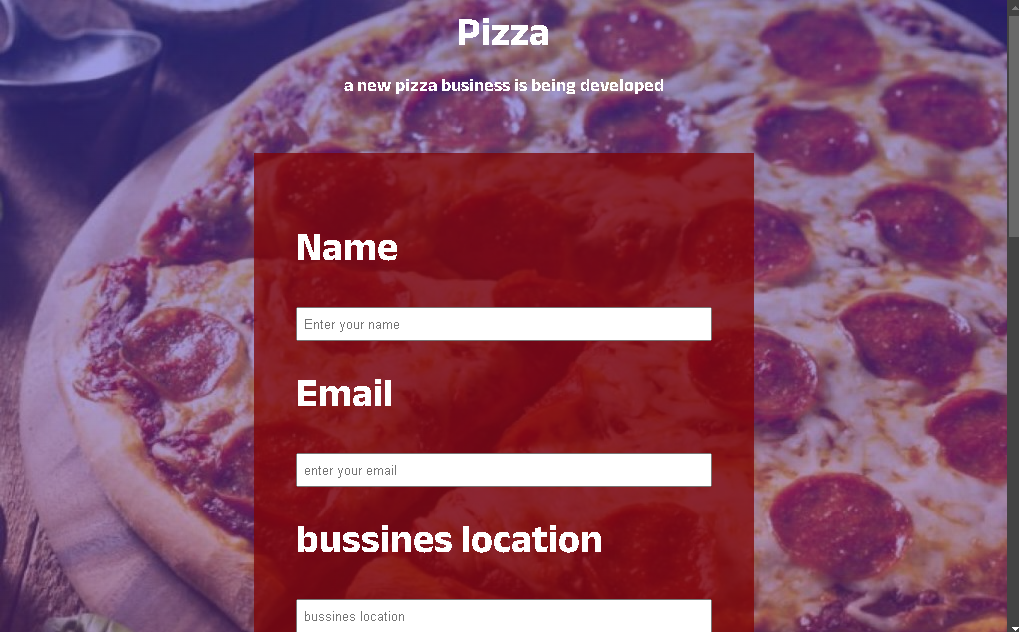 Pizza
a new pizza business is being developed
Name
Enter your name
Email
enter your email
bussines location
bussines location